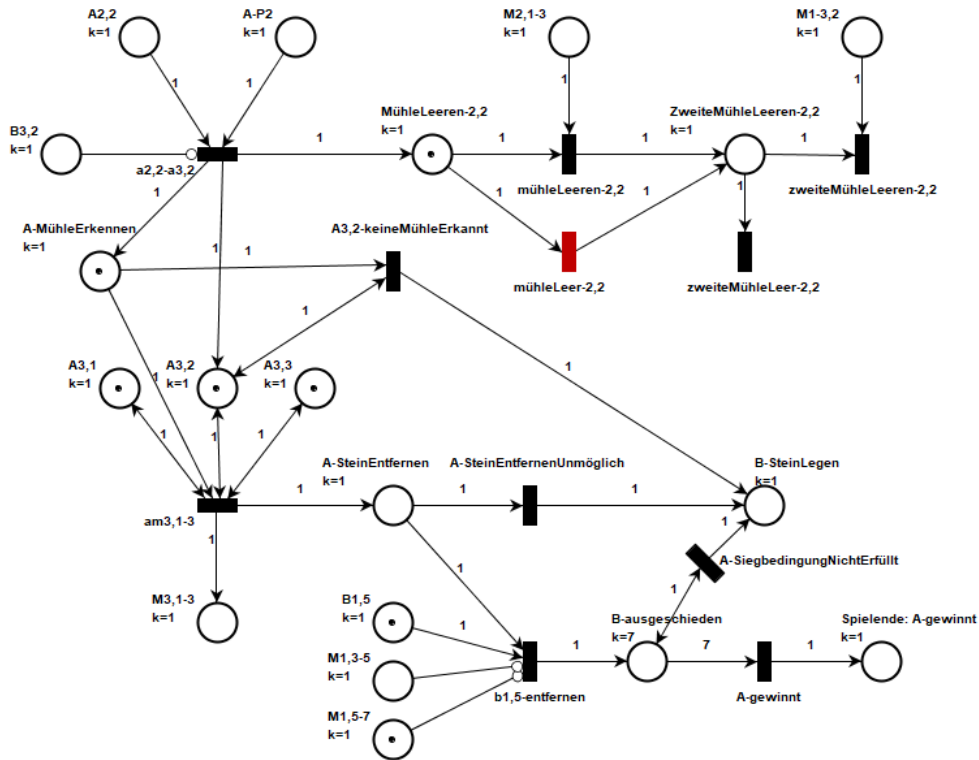 A2,2
k=1
A-P2
k=1
M2,1-3
k=1
M1-3,2
k=1
1
1
1
1
B3,2
k=1
a2,2-a3,2
1
MühleLeeren-2,2
k=1
1
mühleLeeren-2,2
1
ZweiteMühleLeeren-2,2
k=1
1
zweiteMühleLeeren-2,2
1
1
1
mühleLeer-2,2
zweiteMühleLeer-2,2
1
A-MühleErkennen
k=1
1
1
A3,2-keineMühleErkannt
1
1
A3,1
k=1
A3,2
k=1
A3,3
k=1
1
1
1
1
am3,1-3
1
A-SteinEntfernen
k=1
1
A-SteinEntfernenUnmöglich
1
B-SteinLegen
k=1
1
M3,1-3
k=1
1
1
A-SiegbedingungNichtErfüllt
1
B1,5
k=1
1
M1,3-5
k=1
M1,5-7
k=1
b1,5-entfernen
1
B-ausgeschieden
k=7
7
A-gewinnt
1
Spielende: A-gewinnt
k=1